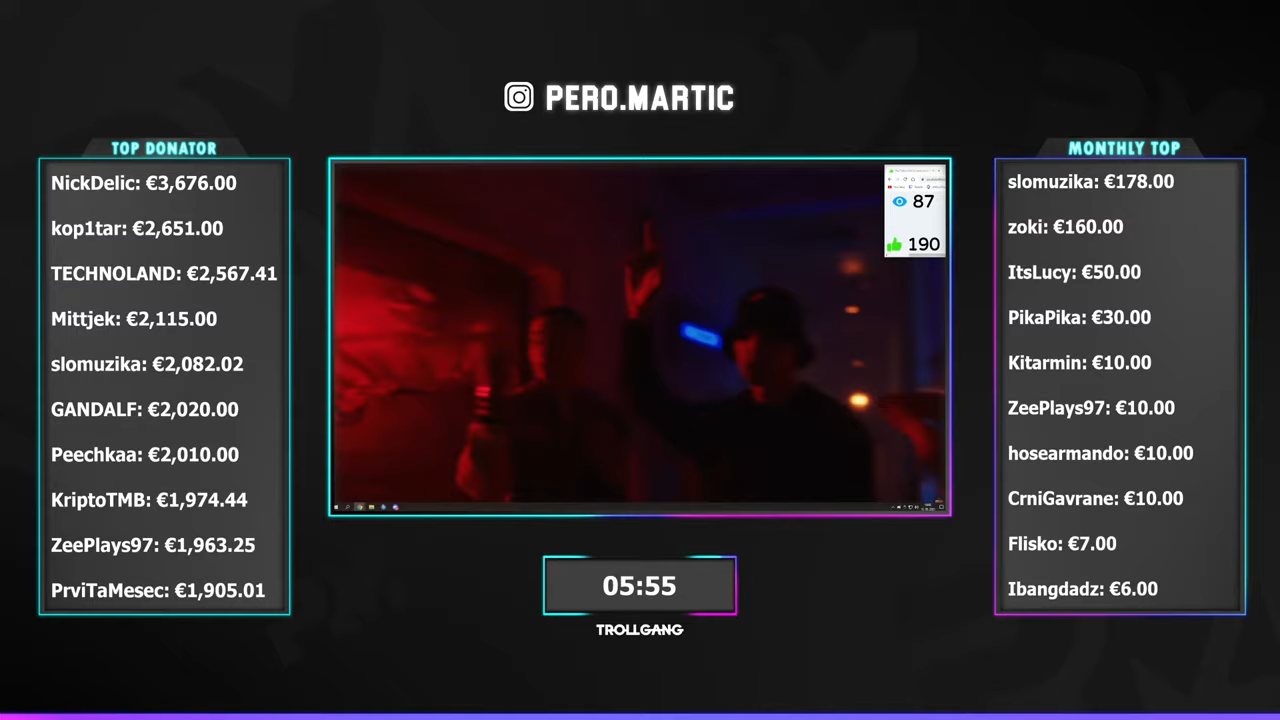 PERO.MARTIC
TOP DONATOR
NickDelic: €3,676.00
kop1tar: €2,651.00
TECHNOLAND: €2,567.41
Mittjek: €2,115.00
slomuzika: €2,082.02
GANDALF: €2,020.00
Peechkaa: €2,010.00
KriptoTMB: €1,974.44
ZeePlays97: €1,963.25
PrviTaMesec: €1,905.01
87
190
05:55
TROLLGANG
MONTHLY TOP
slomuzika: €178.00
zoki: €160.00
ItsLucy: €50.00
PikaPika: €30.00
Kitarmin: €10.00
ZeePlays97: €10.00
hosearmando: €10.00
CrniGavrane: €10.00
Flisko: €7.00
Ibangdadz: €6.00